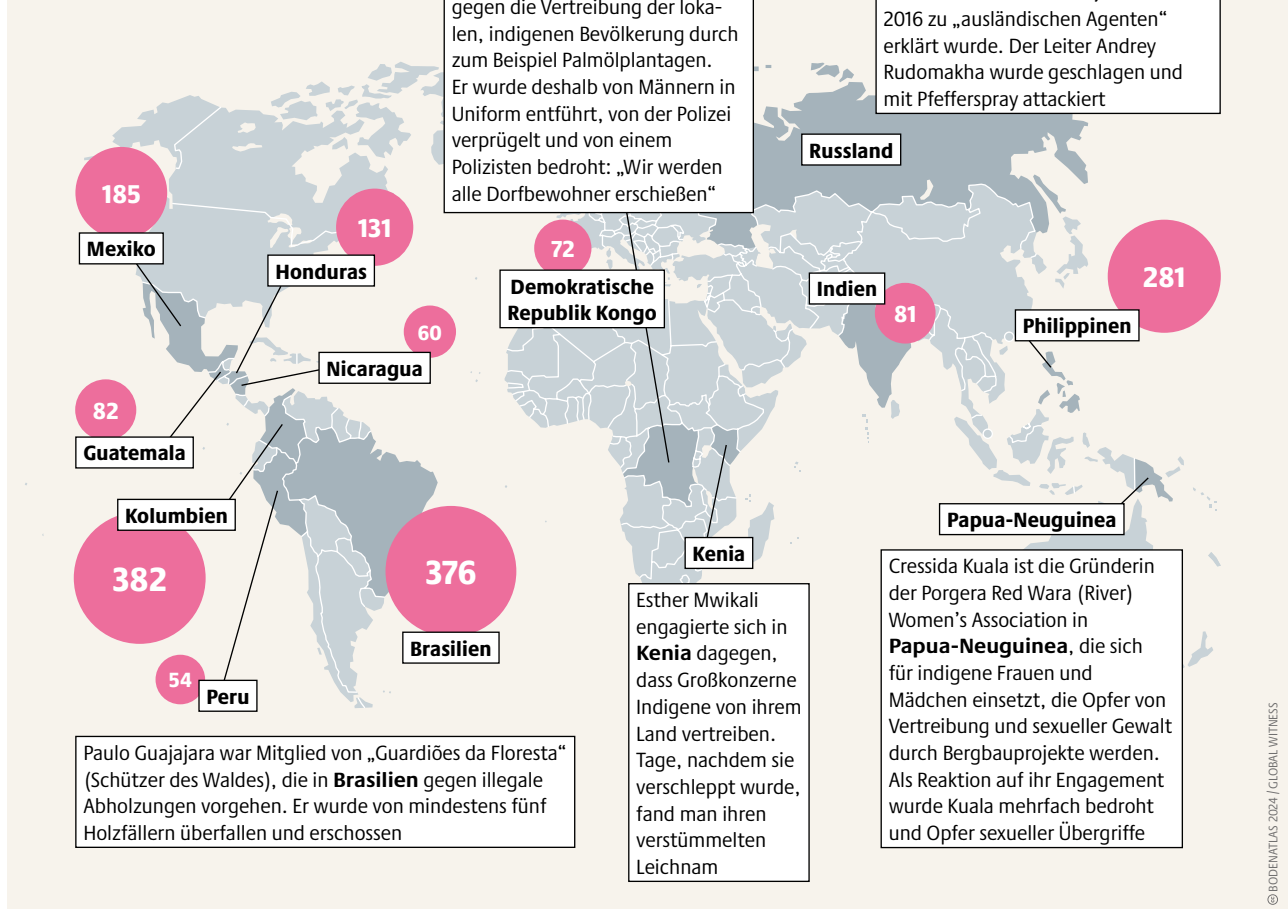 gegen die Vertreibung der loka-
len, indigenen Bevölkerung durch
zum Beispiel Palmölplantagen.
Er wurde deshalb von Männern in
Uniform entführt, von der Polizei
verprügelt und von einem
Polizisten bedroht: „Wir werden
alle Dorfbewohner erschießen“
2016 zu „ausländischen Agenten“
erklärt wurde. Der Leiter Andrey
Rudomakha wurde geschlagen und
mit Pfefferspray attackiert
Russland
185
Mexiko
131
Honduras
60
Nicaragua
82
Guatemala
Kolumbien
382
54
Peru
376
Brasilien
72
Demokratische
Republik Kongo
Indien
81
281
Philippinen
Papua-Neuguinea
Kenia
Paulo Guajajara war Mitglied von „Guardiões da Floresta“
(Schützer des Waldes), die in Brasilien gegen illegale
Abholzungen vorgehen. Er wurde von mindestens fünf
Holzfällern überfallen und erschossen
Esther Mwikali
engagierte sich in
Kenia dagegen,
dass Großkonzerne
Indigene von ihrem
Land vertreiben.
Tage, nachdem sie
verschleppt wurde,
fand man ihren
verstümmelten
Leichnam
Cressida Kuala ist die Gründerin
der Porgera Red Wara (River)
Women’s Association in
Papua-Neuguinea, die sich
für indigene Frauen und
Mädchen einsetzt, die Opfer von
Vertreibung und sexueller Gewalt
durch Bergbauprojekte werden.
Als Reaktion auf ihr Engagement
wurde Kuala mehrfach bedroht
und Opfer sexueller Übergriffe
BODENATLAS 2024 / GLOBAL WITNESS